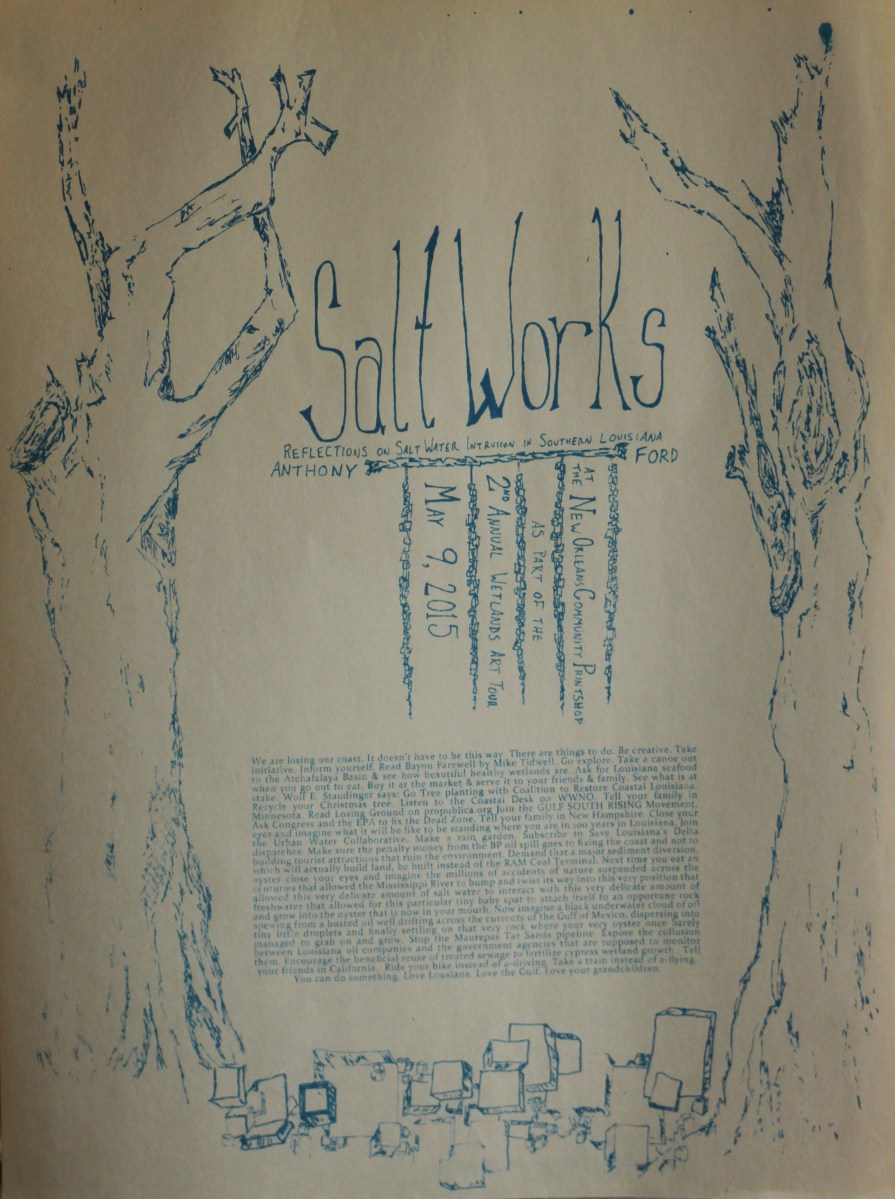 Salt Works
Reflections on Salt Water Intrusion in Southern Louisiana
Anthony Ford
at the New Orleans Community Printshop
as part of the
2nd Annual Wetlands Art Tour
May 9, 2015
We are losing our coast. It doesn't have to be this way. There are things to do. Be creative. Take
initiative. Inform yourself. Read Bayou Farewell by Mike Tidwell. Go explore. Take a canoe out
to the Atchafalaya Basin & see how beautiful healthy wetlands are. Ask for Louisiana seafood
when you go out to eat. Buy it at the market & serve it to your friends & family. See what is at
stake. Wolf E. Staudinger says: Go Tree planting with Coalition to Restore Coastal Louisiana.
Recycle your Christmas tree. Listen to the Coastal Desk on WWNO. Tell your family in
Minnesota. Read Losing Ground on propublica.org Join the GULF SOUTH RISING Movement.
Ask Congress and the EPA to fix the Dead Zone. Tell your family in New Hampshire. Close your
eyes and imagine what it will be like to be standing where you are in 100 years in Louisiana. Join
the Urban Water Collaborative. Make a rain garden. Subscribe to Save Louisiana's Delta
dispatches. Make sure the penalty money from the BP oil spill goes to fixing the coast and not to
building tourist attractions that ruin the environment. Demand that a major sediment diversion,
which will actually build land, be built instead of the RAM Coal Terminal. Next time you eat an
oyster close your eyes and imagine the millions of accidents of nature suspended across the
centuries that allowed the Mississippi River to bump and twist its way into this very position that
allowed this very delicate amount of salt water to interact with this very delicate amount of
freshwater that allowed for this particular tiny baby spat to attach itself to an opportune rock
and grow into the oyster that is now in your mouth. Now imagine a black underwater cloud of oil
spewing from a busted oil well drifting across the currents of the Gulf of Mexico, dispersing into
tiny little droplets and finally settling on that very rock where your very oyster once barely
managed to grab on and grow. Stop the Maurepas Tar Sands pipeline. Expose the collusion
between Louisiana oil companies and the government agencies that are supposed to monitor
them. Encourage the beneficial reuse of treated sewage to fertilize cypress wetland growth. Tell
your friends in California. Ride your bike instead of a-driving. Take a train instead of a-flying.
You can do something. Love Lousiana. Love the Gulf. Love your grandchildren.